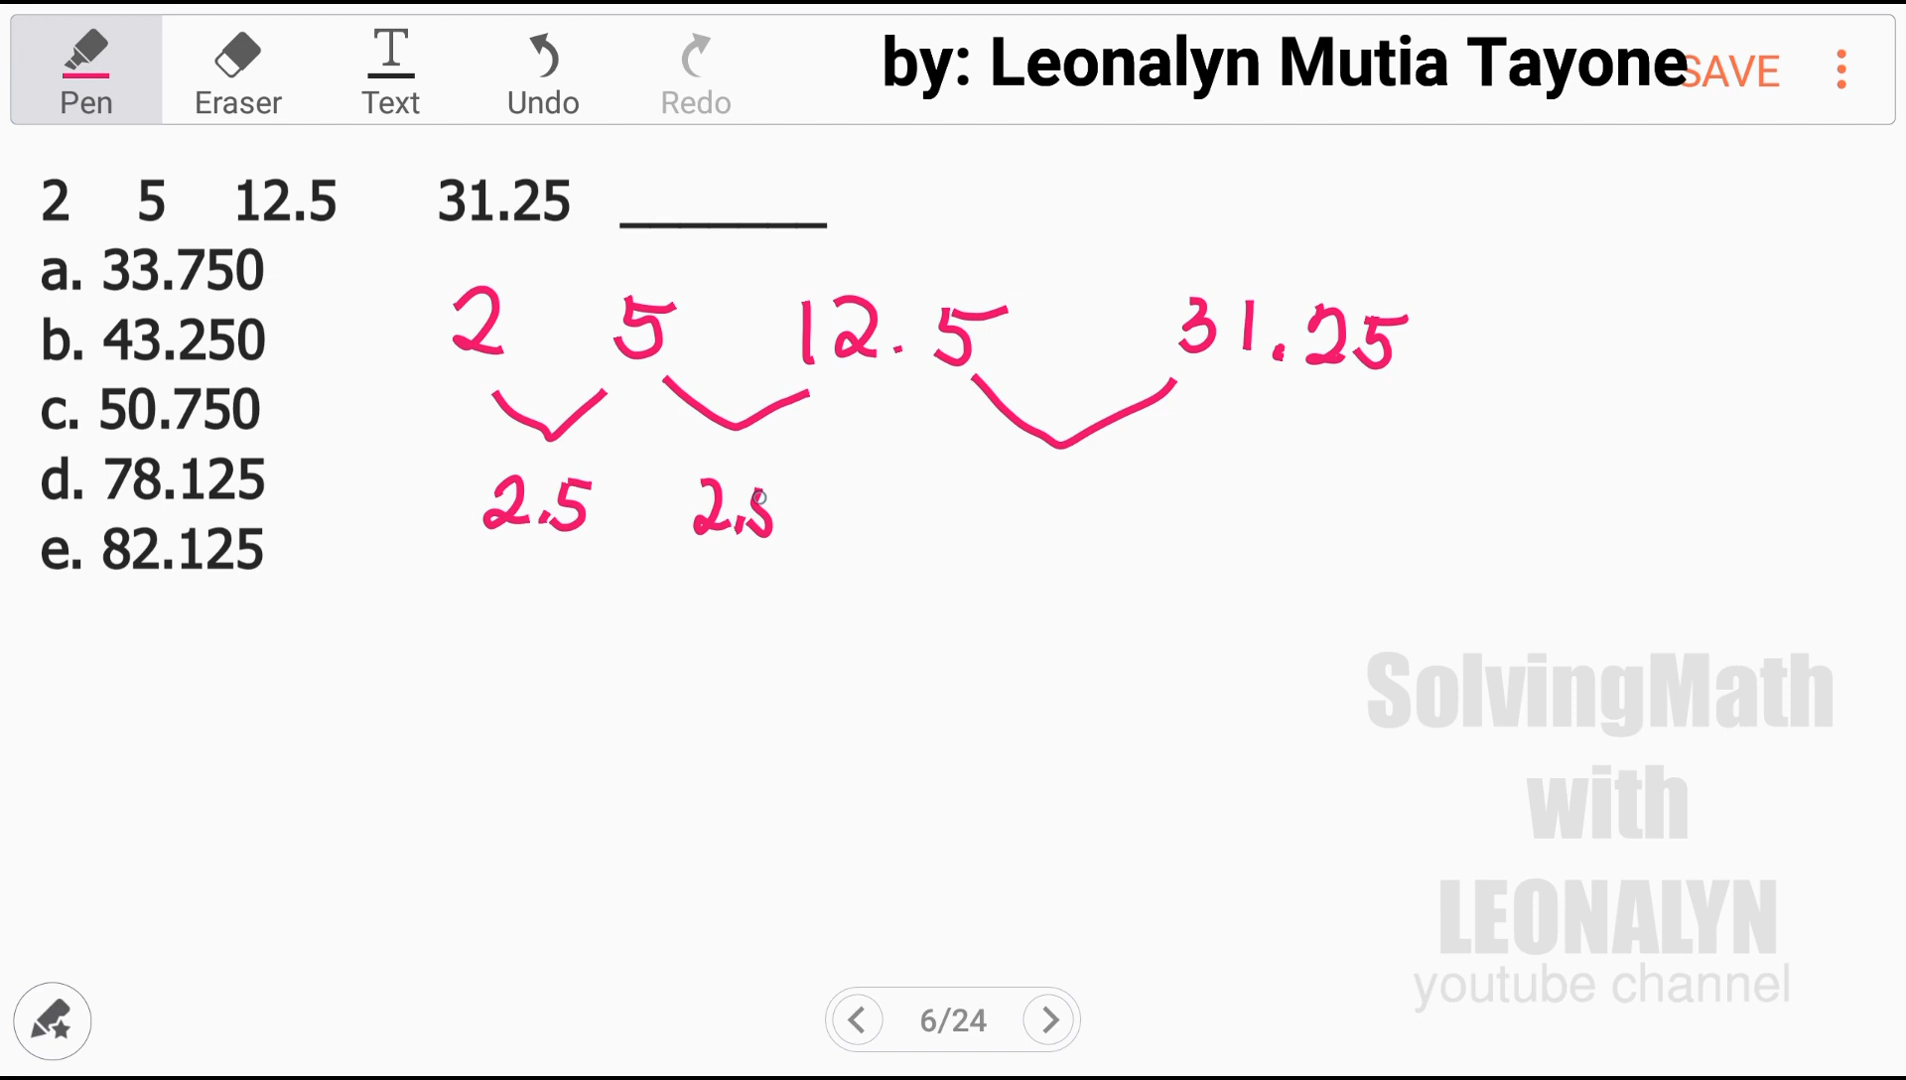 by: Leonalyn Mutia Tayone
SAVE
Pen Eraser Text Undo Redo
2 5 12.5 31.25 _______
a. 33.750
b. 43.250
c. 50.750
d. 78.125
e. 82.125
2 5 12.5 31.25
2.5 2.5
SolvingMath
with
LEONALYN
youtube channel
6/24